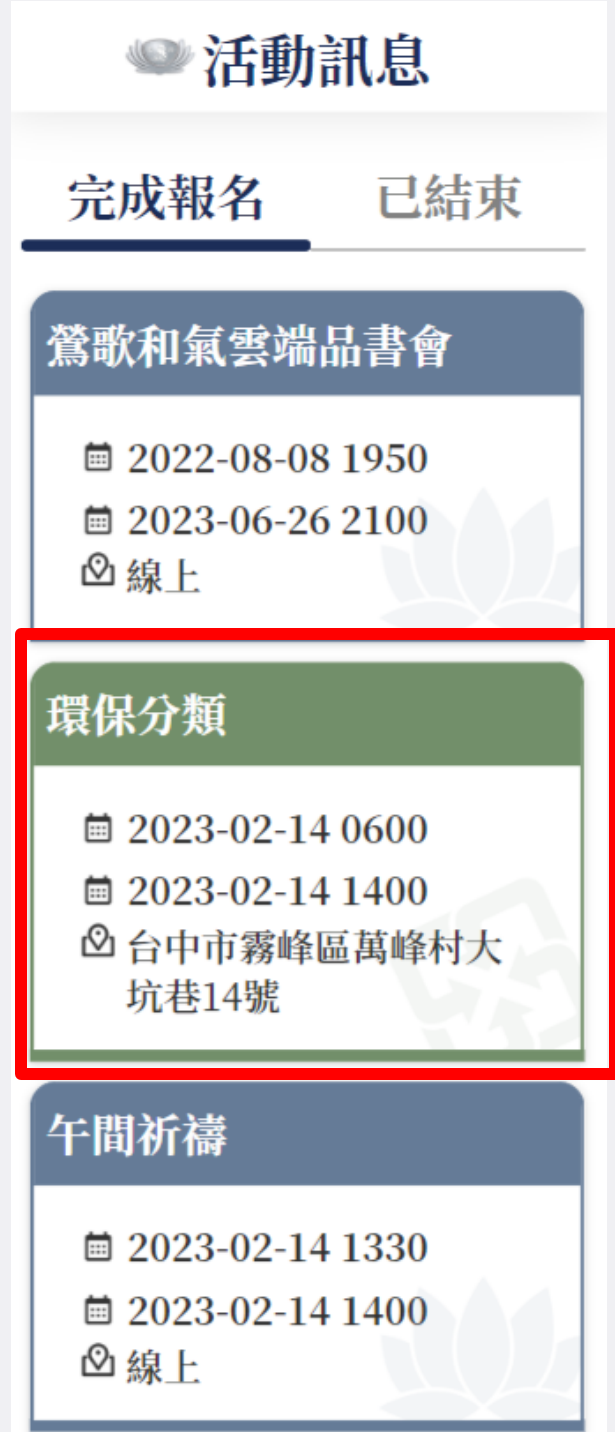 活動訊息
完成報名
已結束
鶯歌和氣雲端品書會
2022-08-08 1950
2023-06-26 2100
線上
環保分類
2023-02-14 0600
2023-02-14 1400
台中市霧峰區萬峰村大
坑巷14號
午間祈禱
2023-02-14 1330
2023-02-14 1400
線上